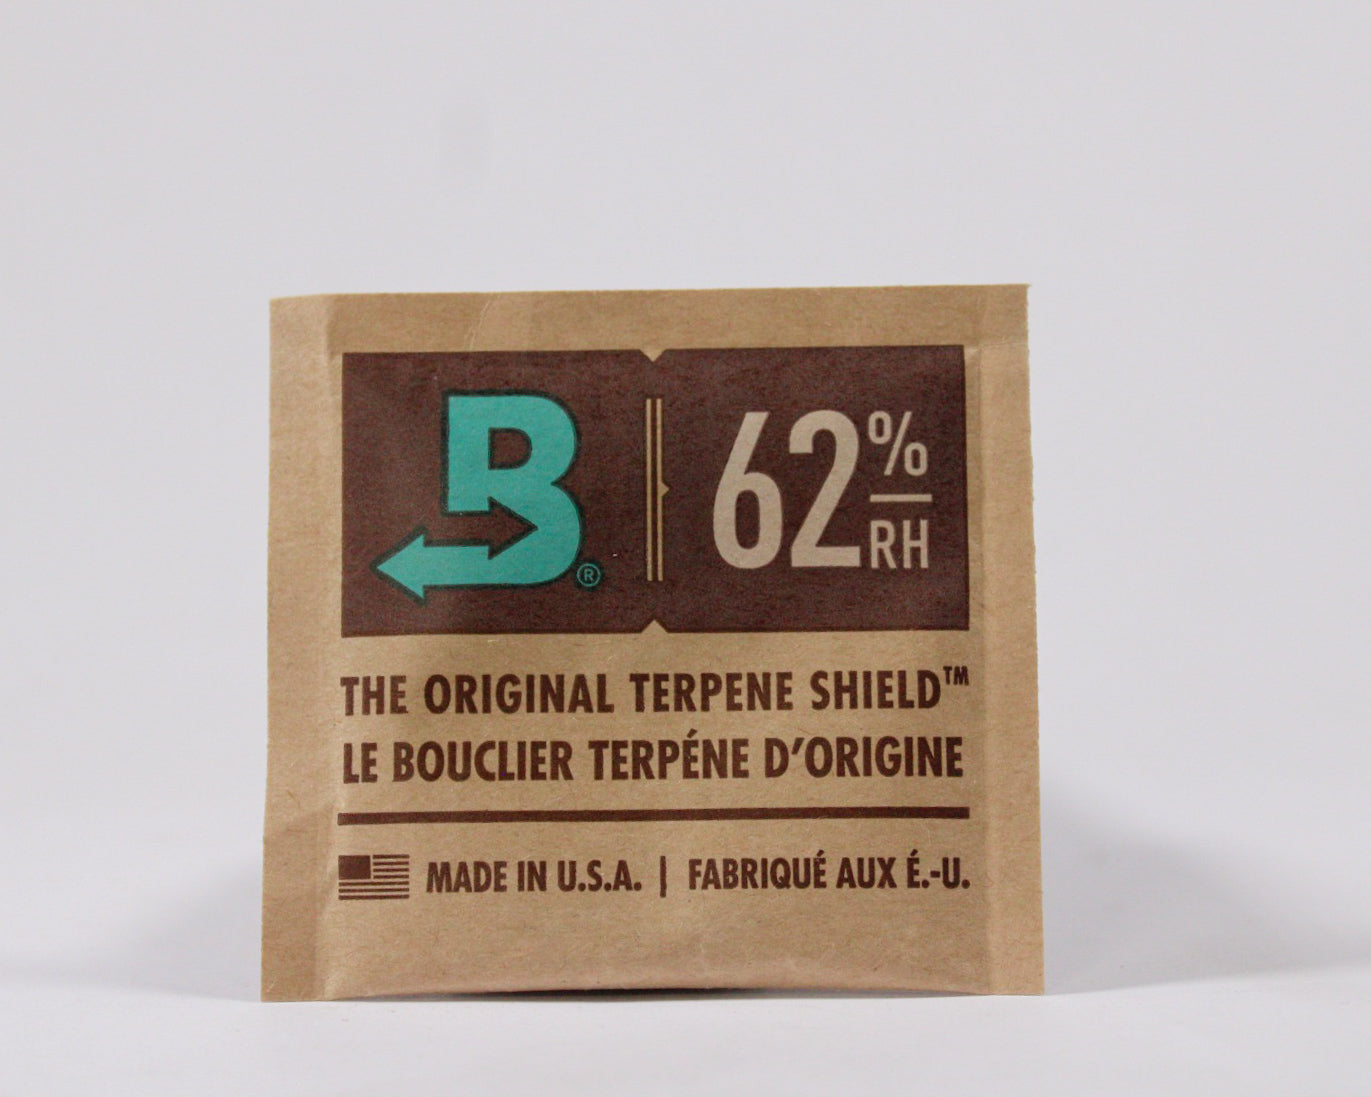 B®
62%
RH
THE ORIGINAL TERPENE SHIELD™
LE BOUCLIER TERPÉNE D'ORIGINE
MADE IN U.S.A. | FABRIQUÉ AUX É.-U.